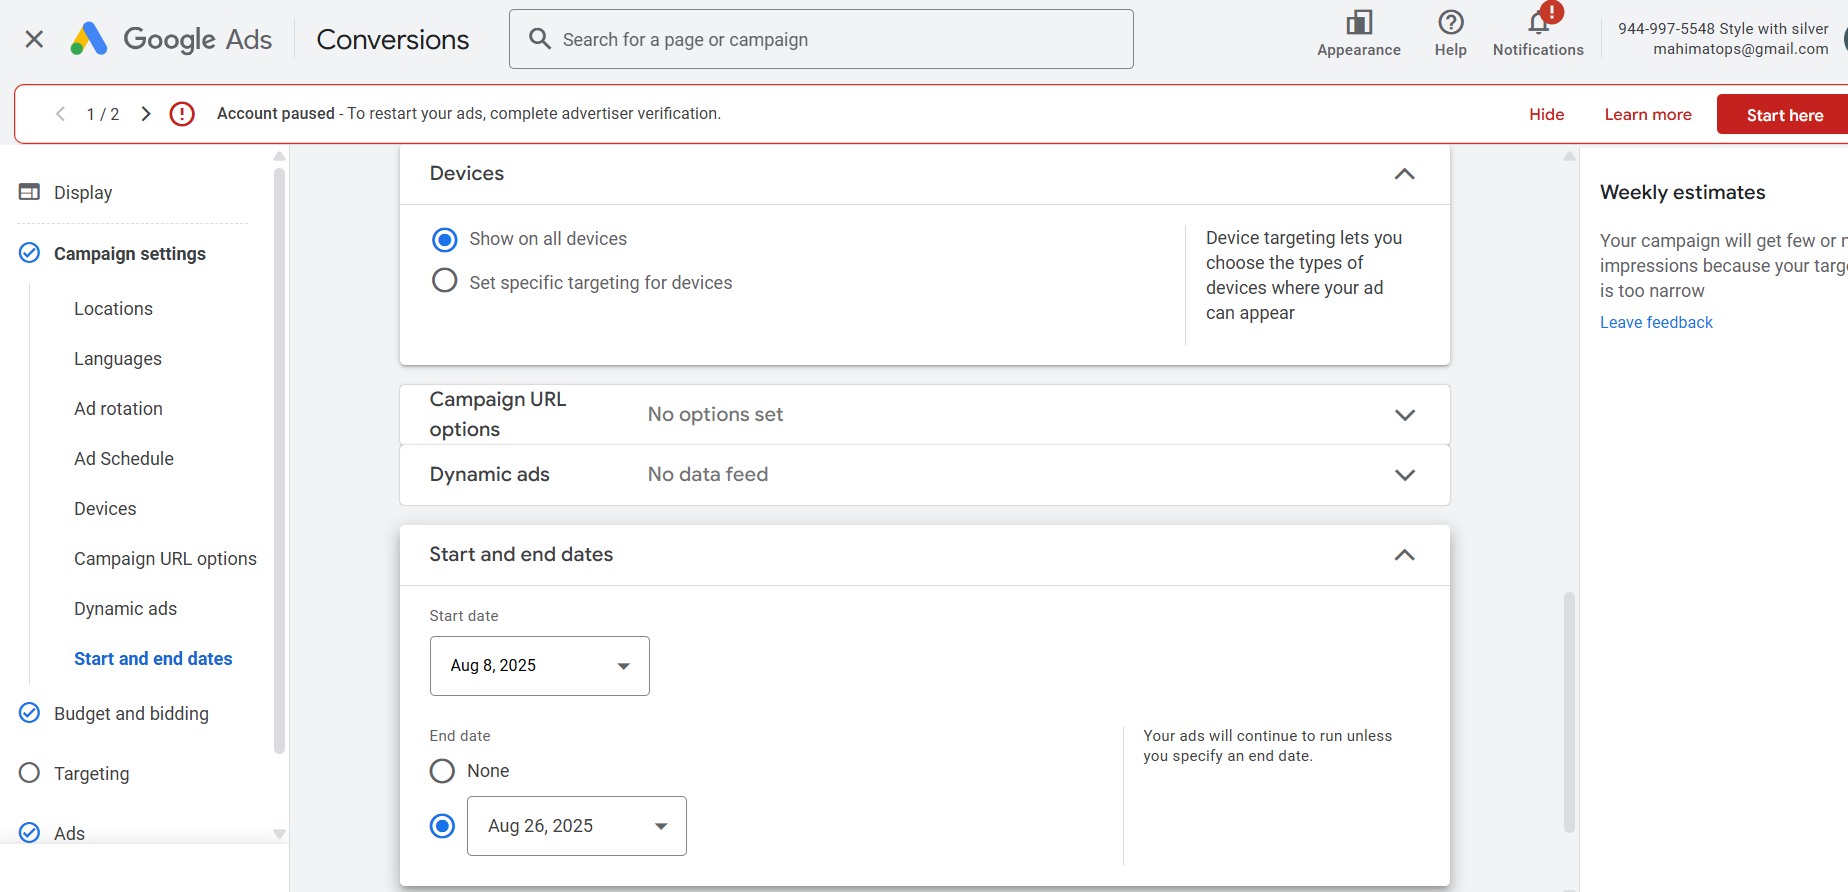 Google Ads
Conversions
Search for a page or campaign
Appearance
Help
Notifications
944-997-5548 Style with silver
mahimatops@gmail.com
1 / 2
Account paused - To restart your ads, complete advertiser verification.
Hide
Learn more
Start here
Display
Campaign settings
Locations
Languages
Ad rotation
Ad Schedule
Devices
Campaign URL options
Dynamic ads
Start and end dates
Budget and bidding
Targeting
Ads
Devices
Show on all devices
Set specific targeting for devices
Device targeting lets you
choose the types of
devices where your ad
can appear
Campaign URL
options
No options set
Dynamic ads
No data feed
Start and end dates
Start date
Aug 8, 2025
End date
None
Aug 26, 2025
Your ads will continue to run unless
you specify an end date.
Weekly estimates
Your campaign will get few or
impressions because your
is too narrow
Leave feedback